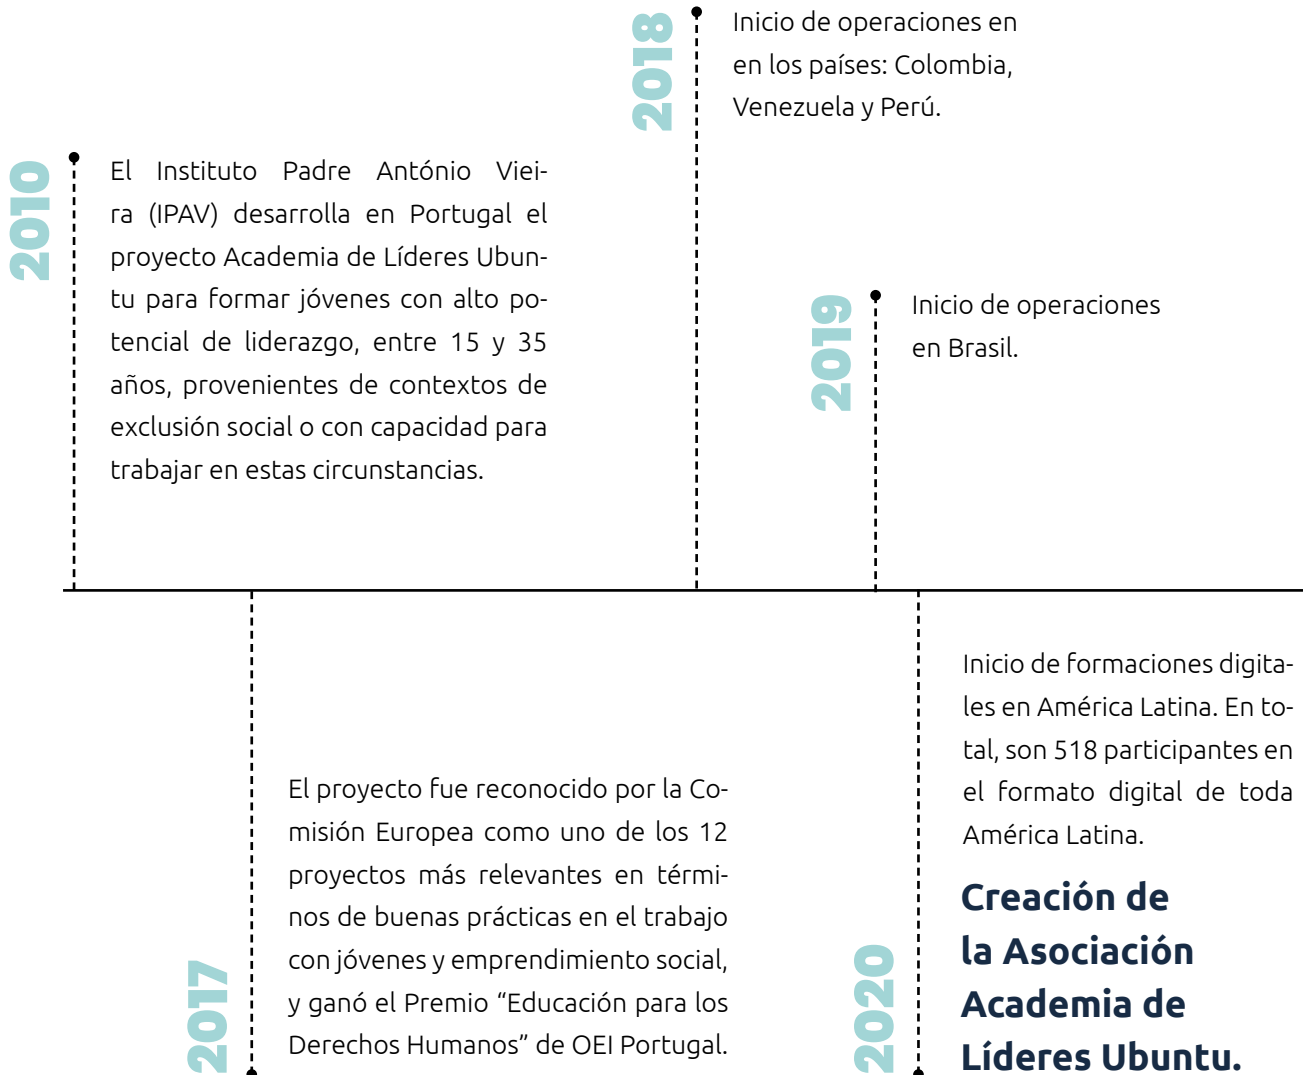 2010
El Instituto Padre António Viei-
ra (IPAV) desarrolla en Portugal el
proyecto Academia de Líderes Ubun-
tu para formar jóvenes con alto po-
tencial de liderazgo, entre 15 y 35
años, provenientes de contextos de
exclusión social o con capacidad para
trabajar en estas circunstancias.
2017
El proyecto fue reconocido por la Co-
misión Europea como uno de los 12
proyectos más relevantes en térmi-
nos de buenas prácticas en el trabajo
con jóvenes y emprendimiento social,
y ganó el Premio “Educación para los
Derechos Humanos” de OEI Portugal.
2018
Inicio de operaciones en
en los países: Colombia,
Venezuela y Perú.
2019
Inicio de operaciones
en Brasil.
2020
Inicio de formaciones digita-
les en América Latina. En to-
tal, son 518 participantes en
el formato digital de toda
América Latina.
Creación de
la Asociación
Academia de
Líderes Ubuntu.